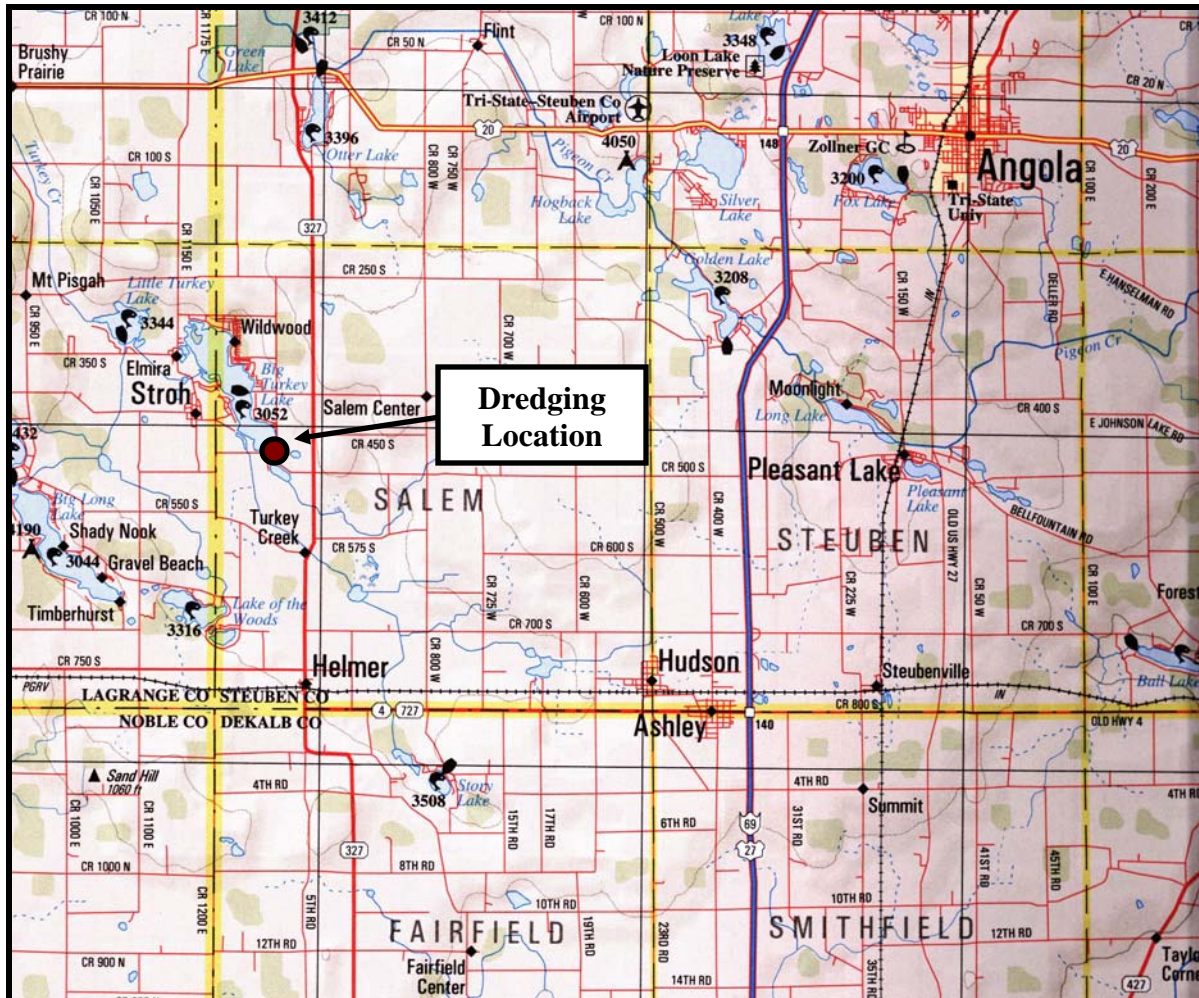 3412
CR 1175 E
Green
Lake
Brushy
Prairie
CR 50 N
Flint
CR 100 N
Lake
3348
Loon Lake
Nature Preserve
CR 20 N
Tri-State–Steuben Co
Airport
4050
20
148
Zollner GC
20
Angola
3200
Fox Lake
Tri-State
Univ
CR 100 E
CR 200 E
3396
Otter Lake
Turkey Cr
CR 100 S
CR 1050 E
CR 800 W
CR 750 W
Pigeon Cr
Hogback
Lake
Silver
Lake
327
CR 1150 E
CR 250 S
Mt Pisgah
Little Turkey
Lake
3344
CR 950 E
Wildwood
CR 350 S
Elmira
Stroh
Big
Turkey
Lake
3052
Golden Lake
3208
CR 150 W
IN
DELLER RD
E HANSELMAN RD
Pigeon Cr
CR 700 W
Salem Center
Dredging
Location
CR 450 S
Moonlight
Long Lake
CR 400 S
E JOHNSON LAKE RD
432
Big Long
Lake
CR 550 S
SALEM
CR 500 S
Pleasant Lake
Pleasant
Lake
BELLFOUNTAIN RD
STEUBEN
OLD US HWY 27
4190
Shady Nook
3044
Gravel Beach
Timberhurst
Turkey
Creek
CR 575 S
CR 725 W
CR 600 W
CR 600 S
CR 500 W
CR 400 W
CR 225 W
CR 50 W
CR 100 E
3316
Lake of the
Woods
CR 700 S
CR 800 W
CR 700 S
Forest
CR 750 S
PGRV
Helmer
Hudson
Steubenville
IN
Ball Lake
LAGRANGE CO
STEUBEN CO
NOBLE CO
DEKALB CO
4
727
Ashley
140
CR 800 S
OLD HWY 4
Sand Hill
1060 ft
4TH RD
3508
Story
Lake
4TH RD
4TH RD
Summit
CR 1000 E
CR 1100 E
15TH RD
17TH RD
6TH RD
69
27
31ST RD
41ST RD
45TH RD
327
CR 1000 N
8TH RD
CR 1200 E
5TH RD
10TH RD
10TH RD
FAIRFIELD
19TH RD
23RD RD
SMITHFIELD
12TH RD
12TH RD
CR 900 N
Fairfield
Center
14TH RD
35TH RD
427